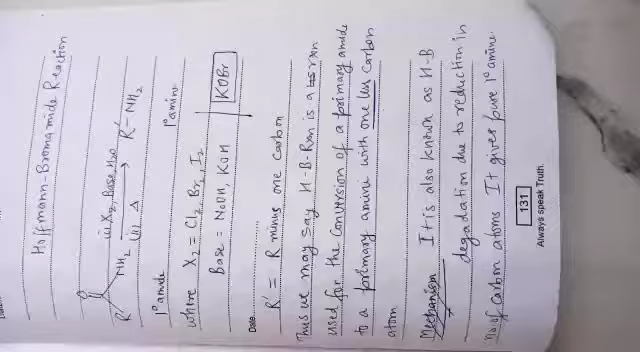 Hoffmann-Bromamide Reaction
O
R NH2 (i) X2, Base, H2O (ii) Δ R'-NH2
1°amide 1°amine
where X2 = Cl2, Br2, I2
Base = NaOH, KOH KOBr
Date
R' = R minus one carbon
Thus we may say H-B-Rxn is a rxn
used for the conversion of a primary amide
to a primary amine with one less carbon
atom
Mechanism It is also known as H-B
degadation due to reduction in
no. of carbon atoms It gives pure 1° amine.
131
Always speak Truth.